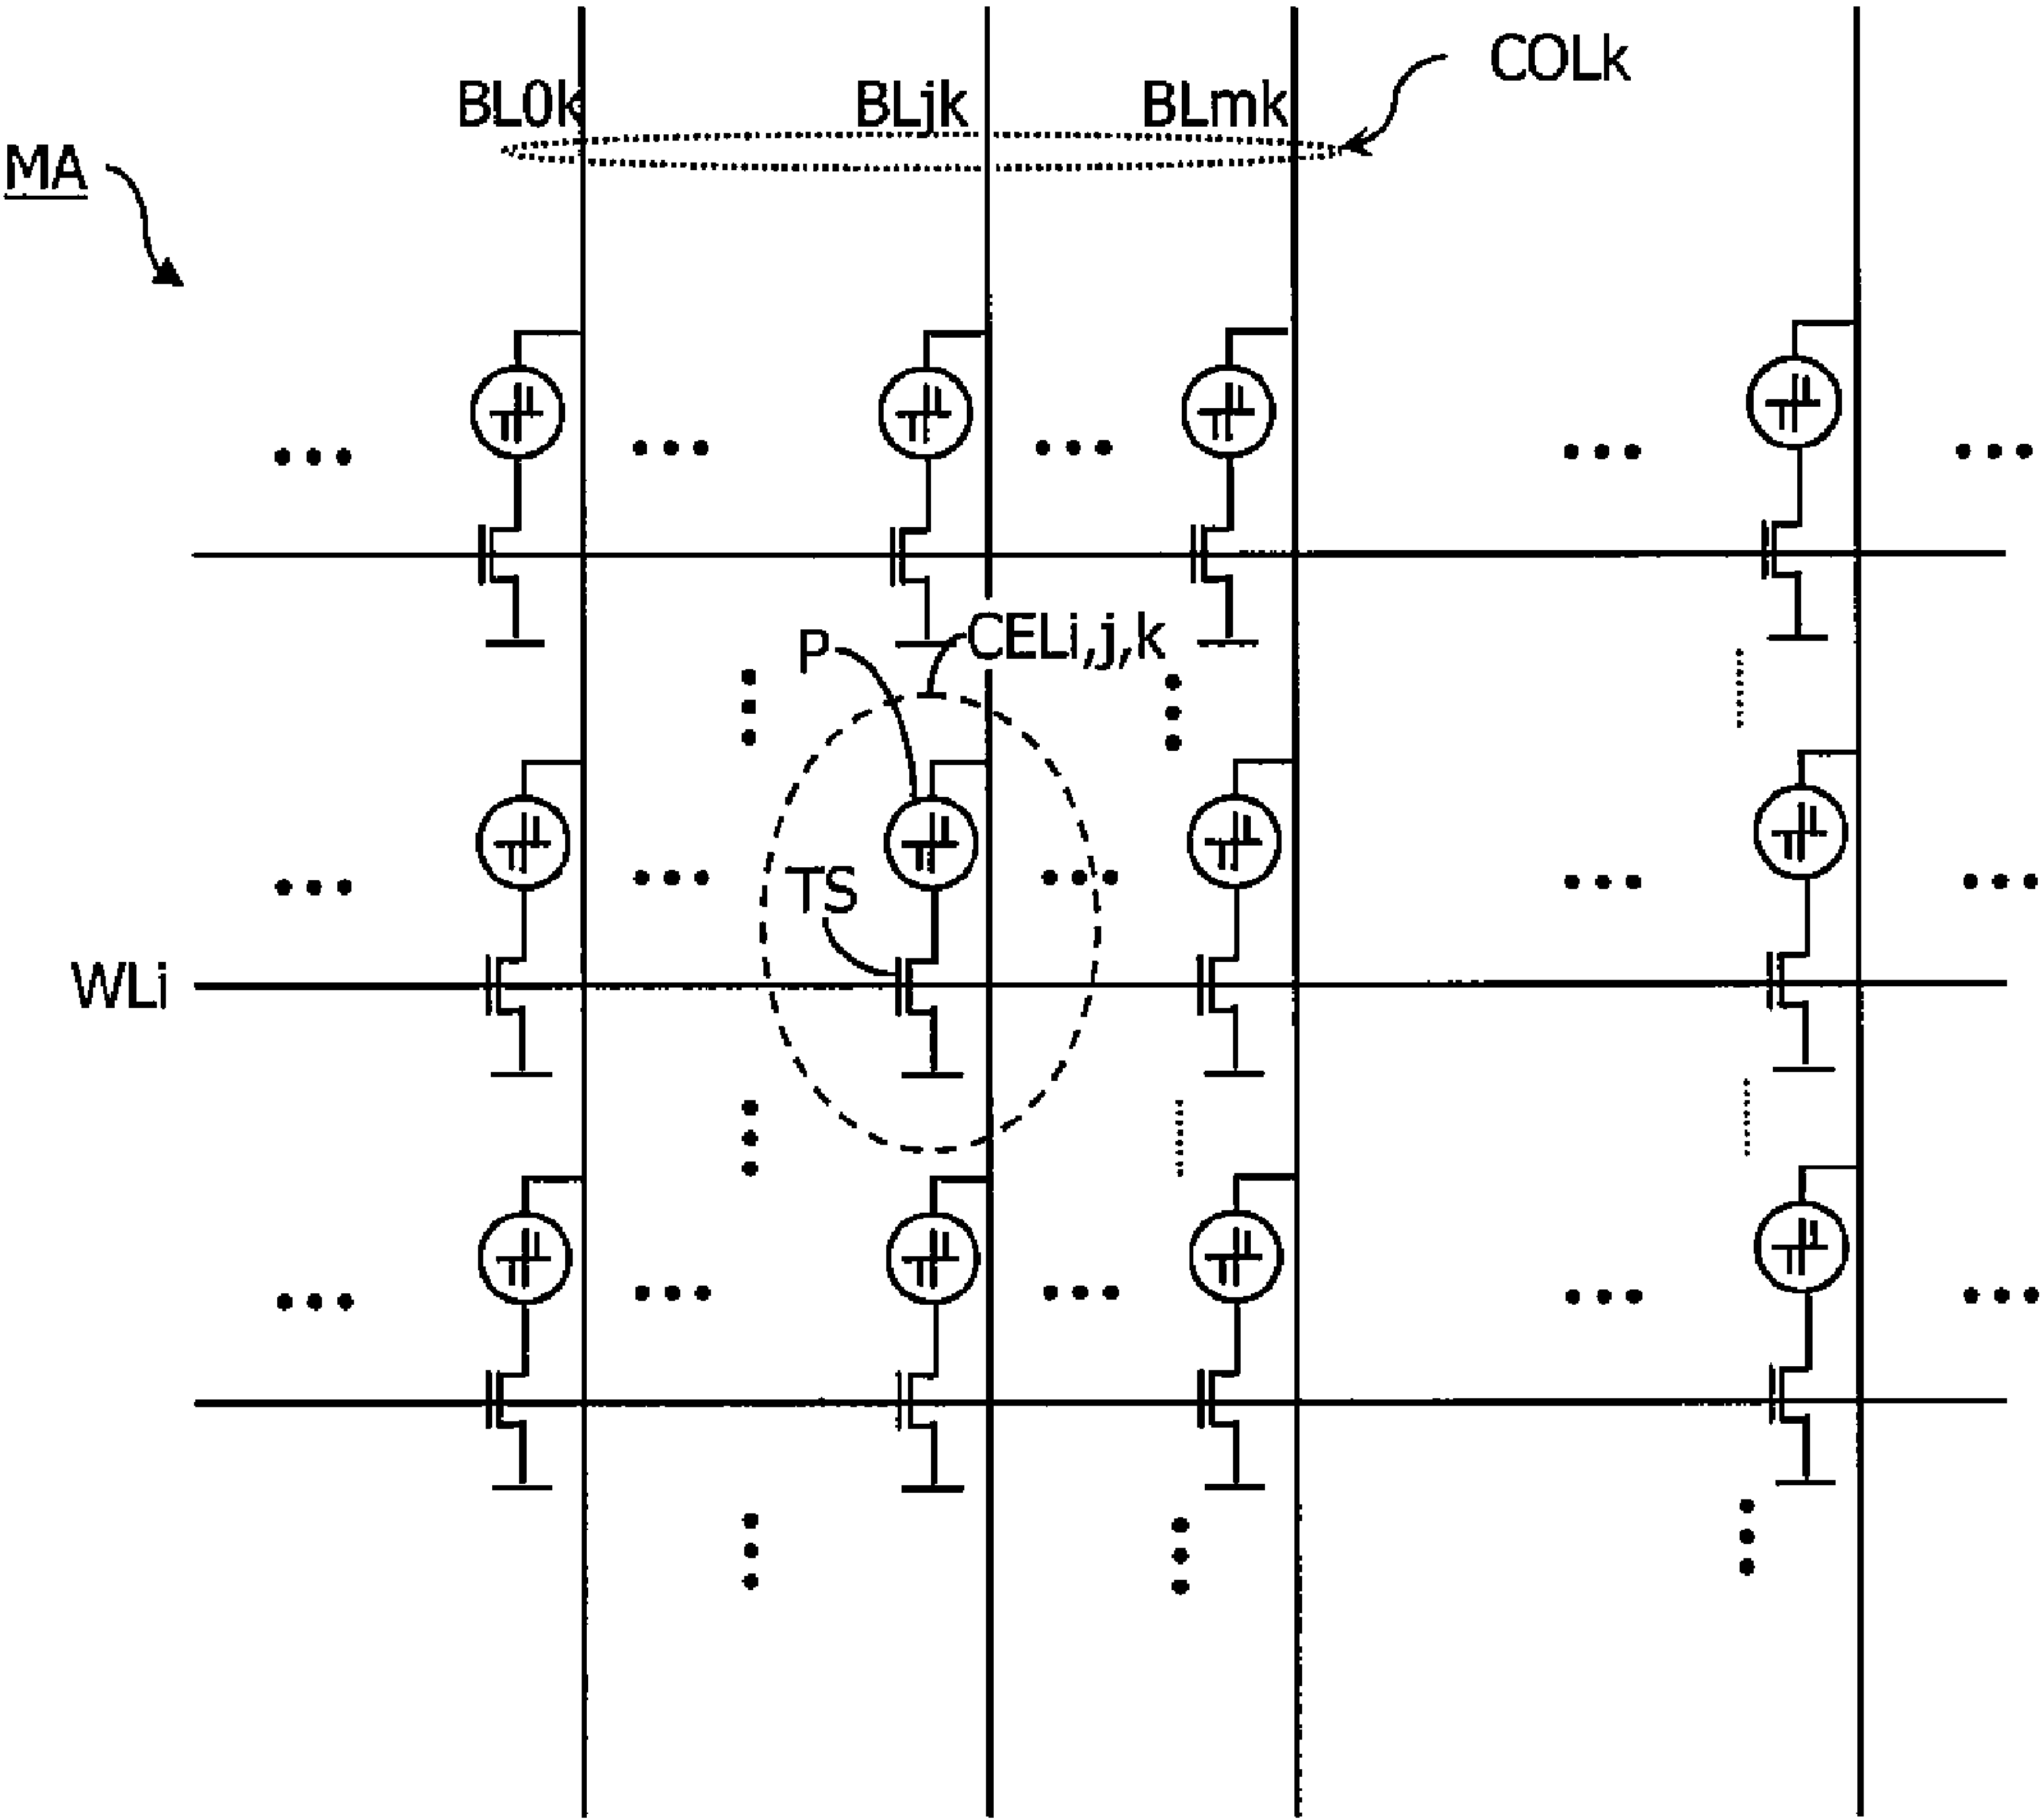 COLk
BL0k BLjk BLmk
MA
CELi,j,k
P
TS
WLi